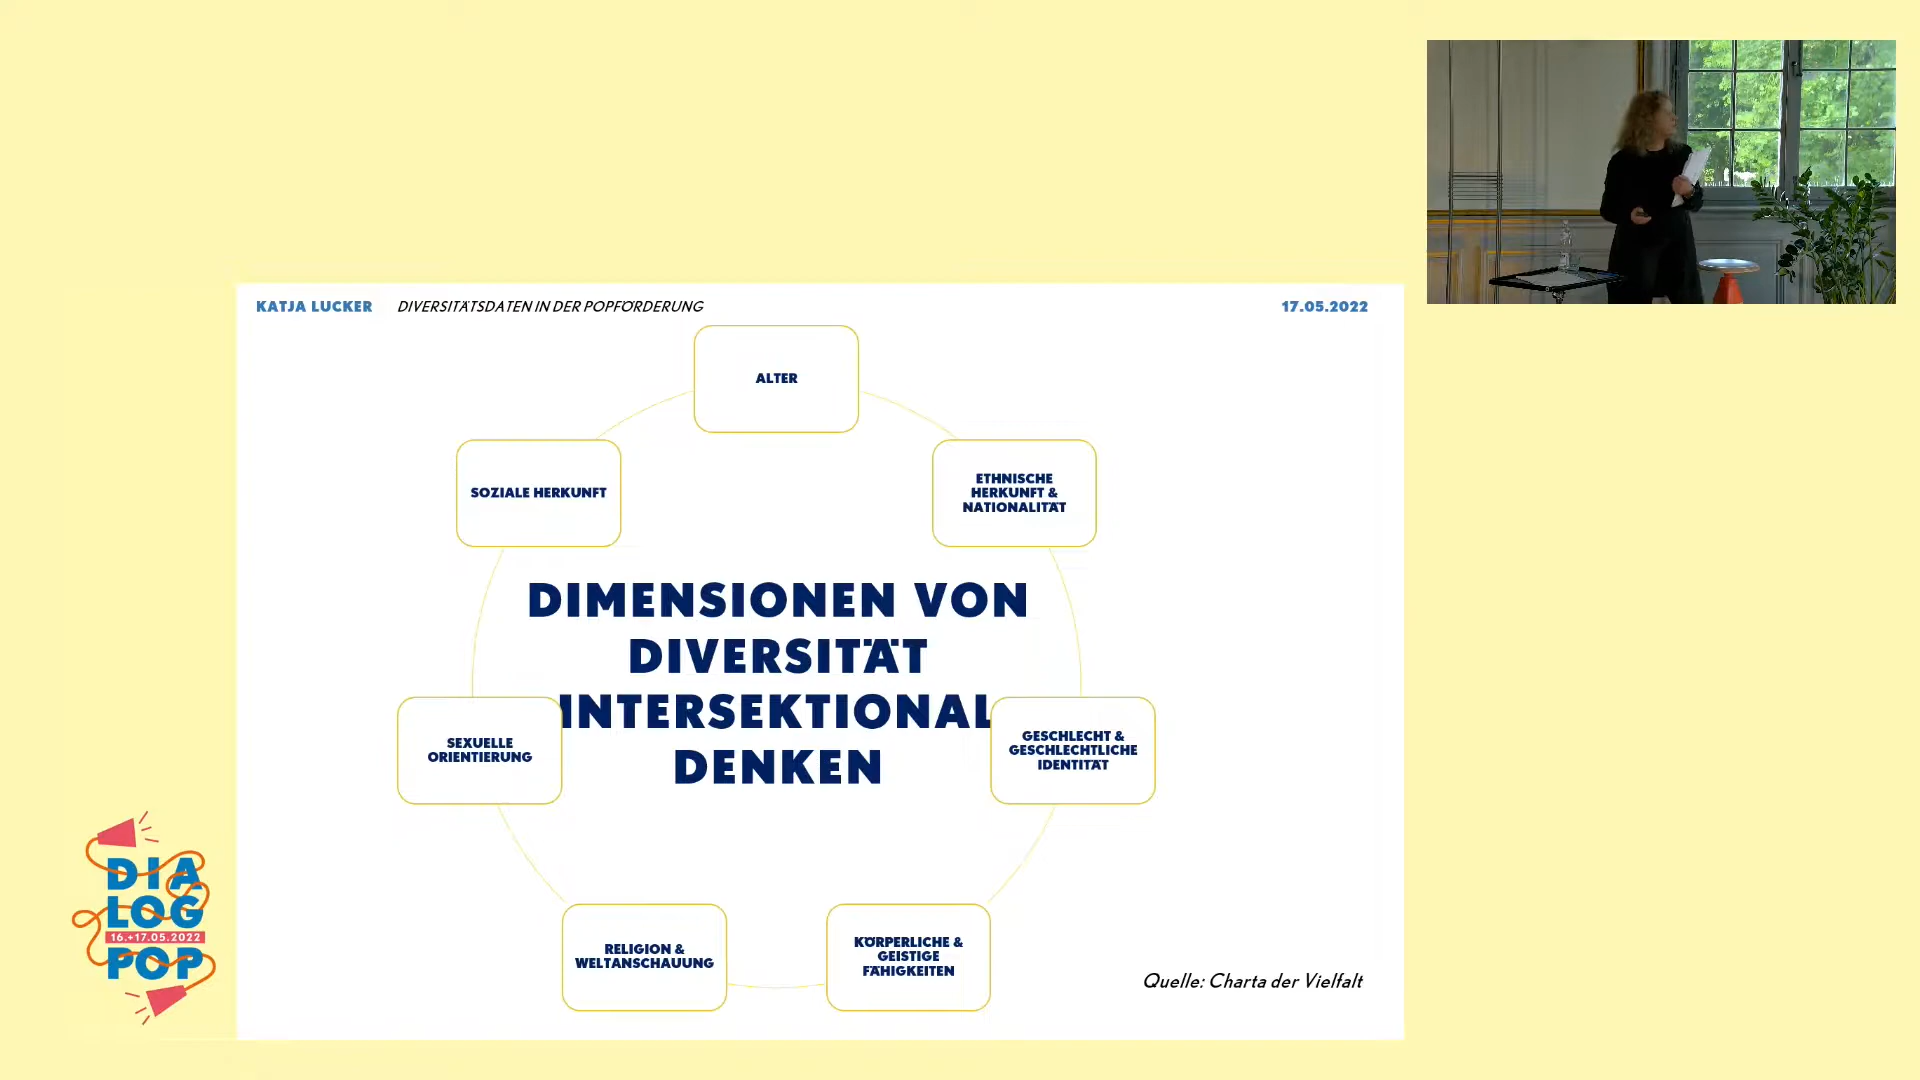 KATJA LUCKER DIVERSITÄTSDATEN IN DER POPFÖRDERUNG 17.05.2022
ALTER
SOZIALE HERKUNFT
ETHNISCHE
HERKUNFT &
NATIONALITÄT
DIMENSIONEN VON
DIVERSITÄT
INTERSEKTIONAL
DENKEN
SEXUELLE
ORIENTIERUNG
GESCHLECHT &
GESCHLECHTLICHE
IDENTITÄT
RELIGION &
WELTANSCHAUUNG
KÖRPERLICHE &
GEISTIGE
FÄHIGKEITEN
Quelle: Charta der Vielfalt
DIA
LOG
16.+17.05.2022
POP